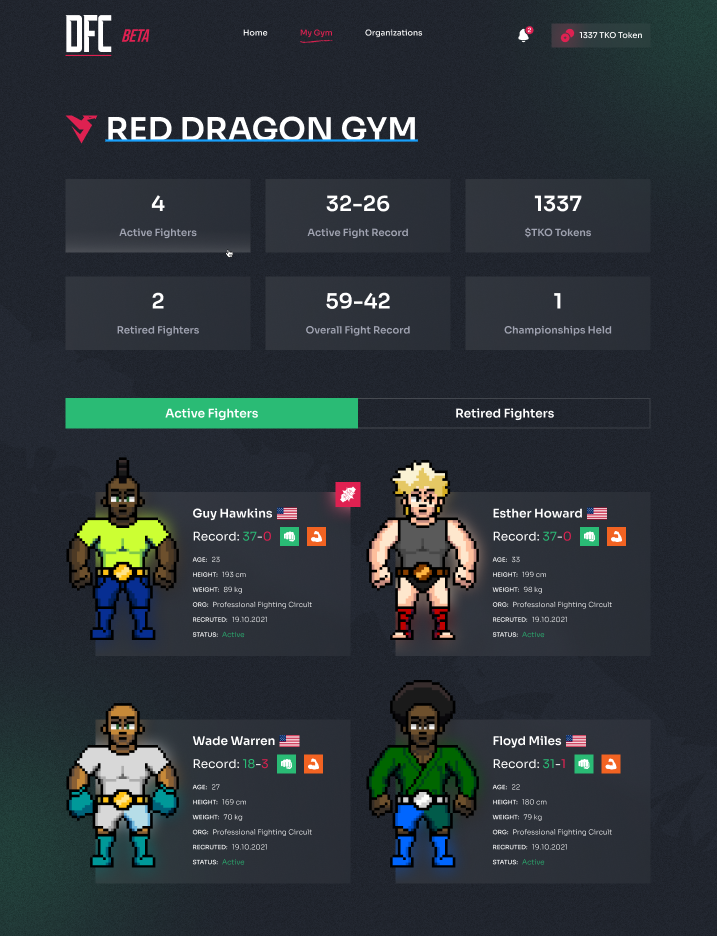 DFC BETA
Home My Gym Organizations
2
1337 TKO Token
RED DRAGON GYM
4
Active Fighters
32-26
Active Fight Record
1337
$TKO Tokens
2
Retired Fighters
59-42
Overall Fight Record
1
Championships Held
Active Fighters
Retired Fighters
Guy Hawkins
Record: 37-0
AGE: 23
HEIGHT: 193 cm
WEIGHT: 89 kg
ORG: Professional Fighting Circuit
RECRUTED: 19.10.2021
STATUS: Active
Esther Howard
Record: 37-0
AGE: 33
HEIGHT: 199 cm
WEIGHT: 98 kg
ORG: Professional Fighting Circuit
RECRUTED: 19.10.2021
STATUS: Active
Wade Warren
Record: 18-3
AGE: 27
HEIGHT: 169 cm
WEIGHT: 70 kg
ORG: Professional Fighting Circuit
RECRUTED: 19.10.2021
STATUS: Active
Floyd Miles
Record: 31-1
AGE: 22
HEIGHT: 180 cm
WEIGHT: 79 kg
ORG: Professional Fighting Circuit
RECRUTED: 19.10.2021
STATUS: Active